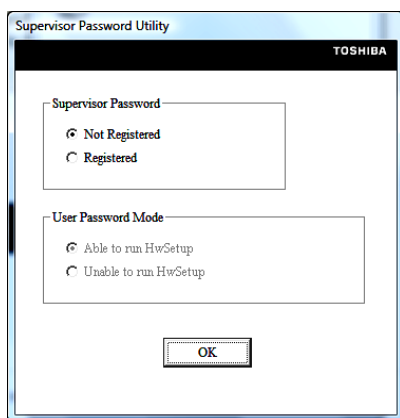 Supervisor Password Utility
TOSHIBA
Supervisor Password
Not Registered
Registered
User Password Mode
Able to run HwSetup
Unable to run HwSetup
OK